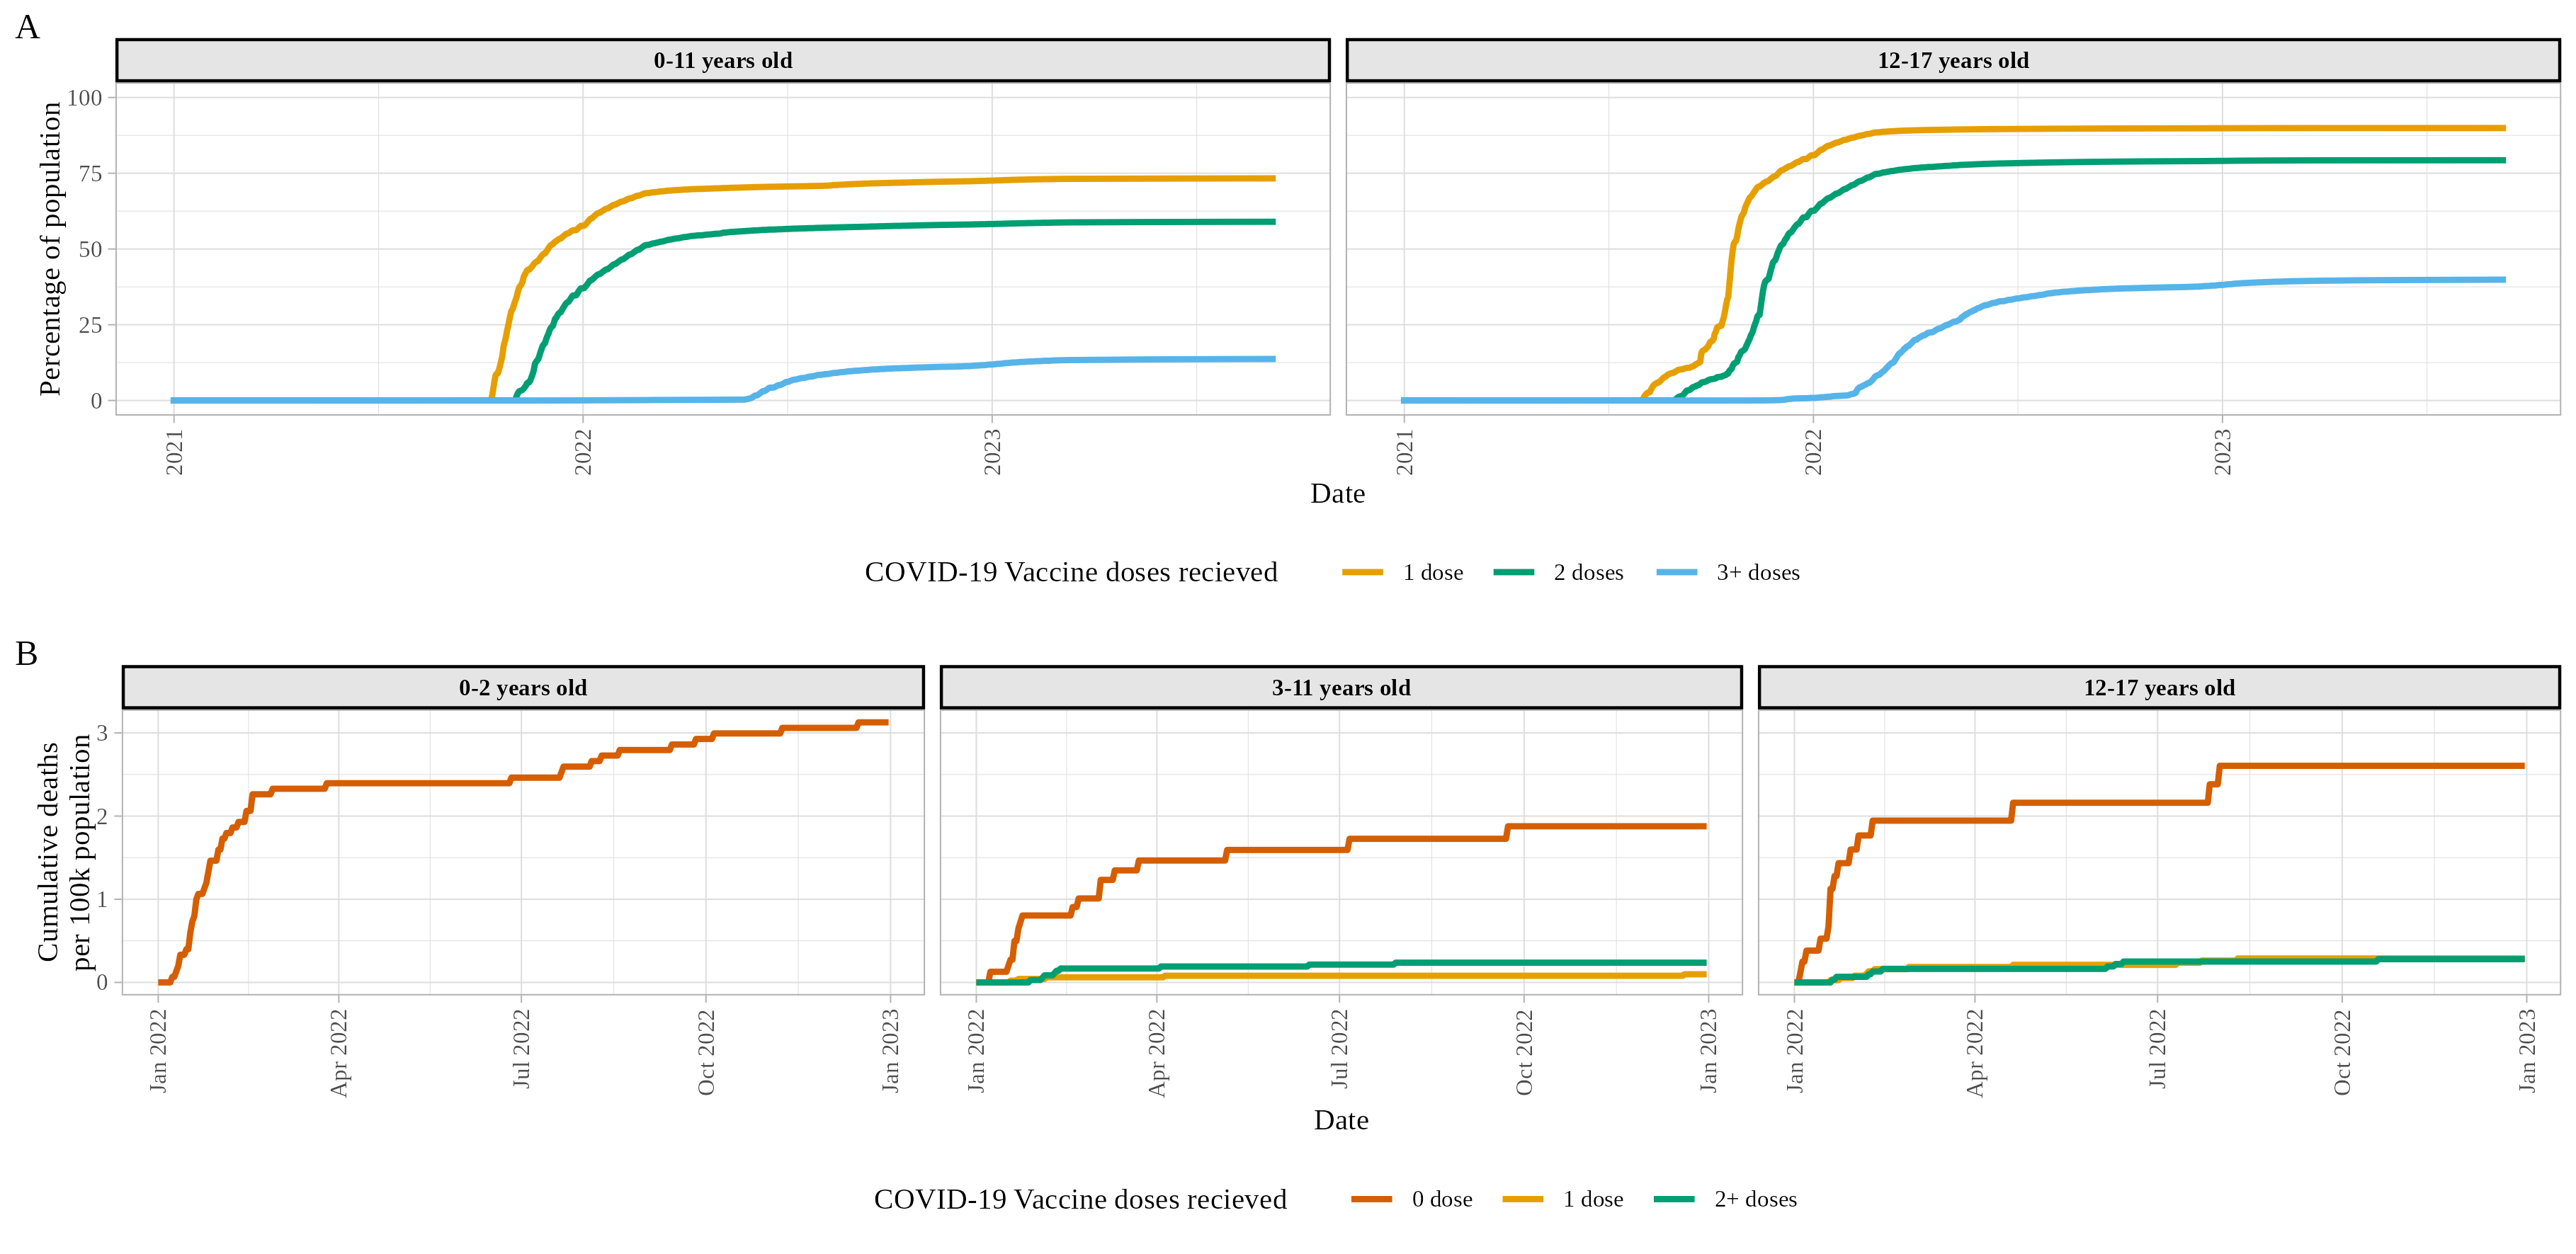 A
0-11 years old
12-17 years old
Percentage of population
100
75
50
25
0
2021
2022
2023
2021
2022
2023
Date
COVID-19 Vaccine doses recieved
1 dose
2 doses
3+ doses
B
0-2 years old
3-11 years old
12-17 years old
Cumulative deaths
per 100k population
3
2
1
0
Jan 2022
Apr 2022
Jul 2022
Oct 2022
Jan 2023
Jan 2022
Apr 2022
Jul 2022
Oct 2022
Jan 2023
Jan 2022
Apr 2022
Jul 2022
Oct 2022
Jan 2023
Date
COVID-19 Vaccine doses recieved
0 dose
1 dose
2+ doses